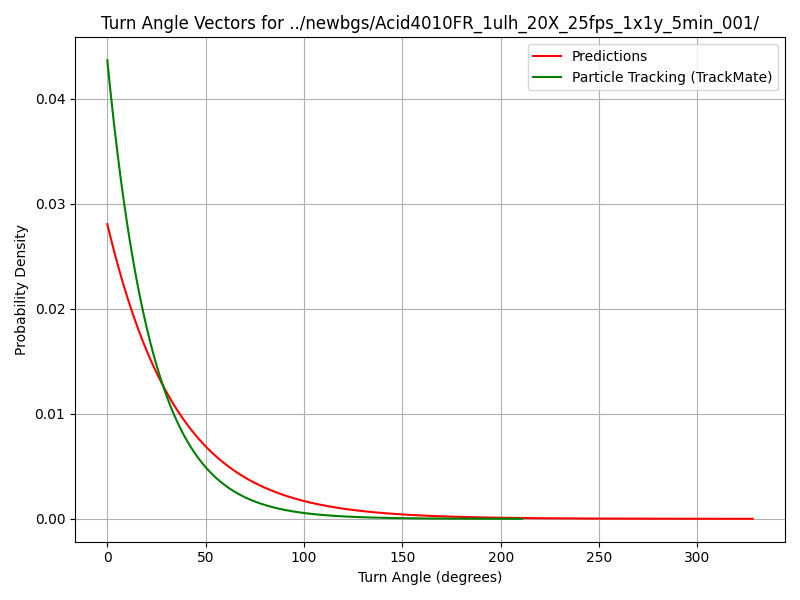 Turn Angle Vectors for ../newbgs/Acid4010FR_1ulh_20X_25fps_1x1y_5min_001/
Predictions
Particle Tracking (TrackMate)
0.04
0.03
0.02
0.01
0.00
Probability Density
0 50 100 150 200 250 300
Turn Angle (degrees)